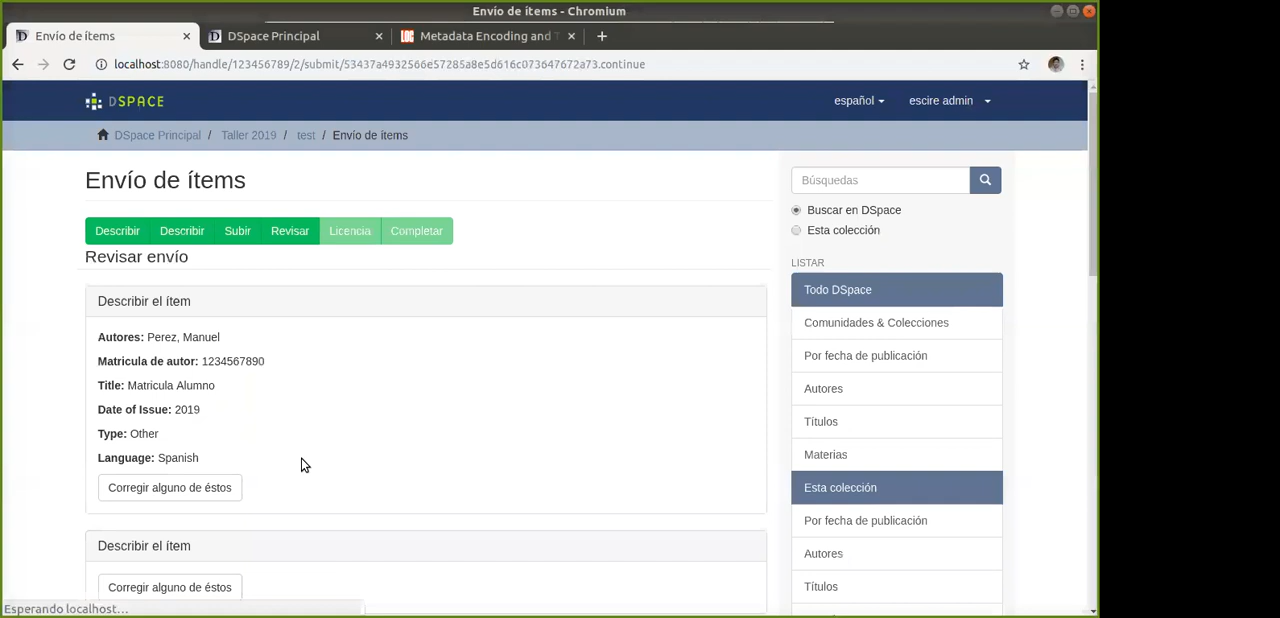 Envío de ítems - Chromium
Envío de ítems
DSpace Principal
Metadata Encoding and T
localhost:8080/handle/123456789/2/submit/53437a4932566e57285a8e5d616c073647672a73.continue
DSPACE
español
escire admin
DSpace Principal / Taller 2019 / test / Envío de ítems
Envío de ítems
Búsquedas
Describir
Describir
Subir
Revisar
Licencia
Completar
Buscar en DSpace
Esta colección
Revisar envío
LISTAR
Describir el ítem
Todo DSpace
Autores: Perez, Manuel
Comunidades & Colecciones
Matricula de autor: 1234567890
Por fecha de publicación
Title: Matricula Alumno
Autores
Date of Issue: 2019
Títulos
Type: Other
Materias
Language: Spanish
Corregir alguno de éstos
Esta colección
Por fecha de publicación
Describir el ítem
Autores
Corregir alguno de éstos
Títulos
Esperando localhost...